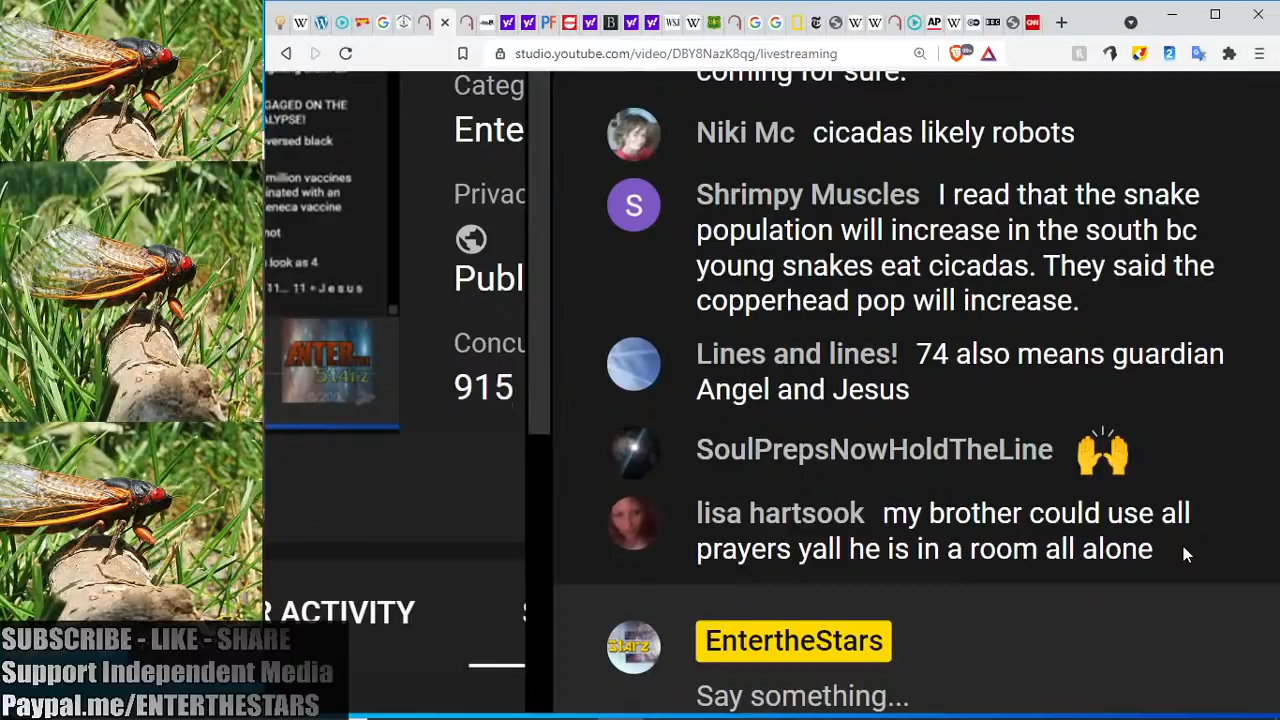 studio.youtube.com/video/DBY8NazK8qg/livestreaming
GAGED ON THE
LYPSE!
versed black
million vaccines
inated with an
eneca vaccine
hot
look as 4
11... 11 = J e s u s
ENTER THE
St4rz
Categ
Ente
Privac
Publ
Concu
915
R ACTIVITY
coming for sure.
Niki Mc cicadas likely robots
S
Shrimpy Muscles I read that the snake
population will increase in the south bc
young snakes eat cicadas. They said the
copperhead pop will increase.
Lines and lines! 74 also means guardian
Angel and Jesus
SoulPrepsNowHoldTheLine 🙌
lisa hartsook my brother could use all
prayers yall he is in a room all alone
EntertheStars
Say something...
SUBSCRIBE - LIKE - SHARE
Support Independent Media
Paypal.me/ENTERTHESTARS